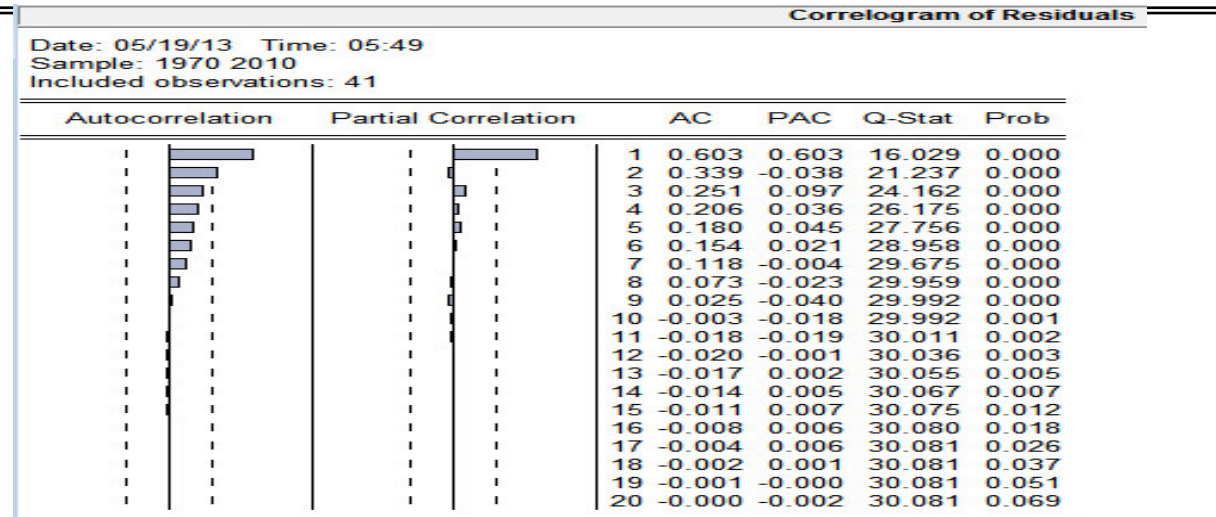 Correlogram of Residuals
Date: 05/19/13 Time: 05:49
Sample: 1970 2010
Included observations: 41
Autocorrelation Partial Correlation AC PAC Q-Stat Prob
1 0.603 0.603 16.029 0.000
2 0.339 -0.038 21.237 0.000
3 0.251 0.097 24.162 0.000
4 0.206 0.036 26.175 0.000
5 0.180 0.045 27.756 0.000
6 0.154 0.021 28.958 0.000
7 0.118 -0.004 29.675 0.000
8 0.073 -0.023 29.959 0.000
9 0.025 -0.040 29.992 0.000
10 -0.003 -0.018 29.992 0.001
11 -0.018 -0.019 30.011 0.002
12 -0.020 -0.001 30.036 0.003
13 -0.017 0.002 30.055 0.005
14 -0.014 0.005 30.067 0.007
15 -0.011 0.007 30.075 0.012
16 -0.008 0.006 30.080 0.018
17 -0.004 0.006 30.081 0.026
18 -0.002 0.001 30.081 0.037
19 -0.001 -0.000 30.081 0.051
20 -0.000 -0.002 30.081 0.069